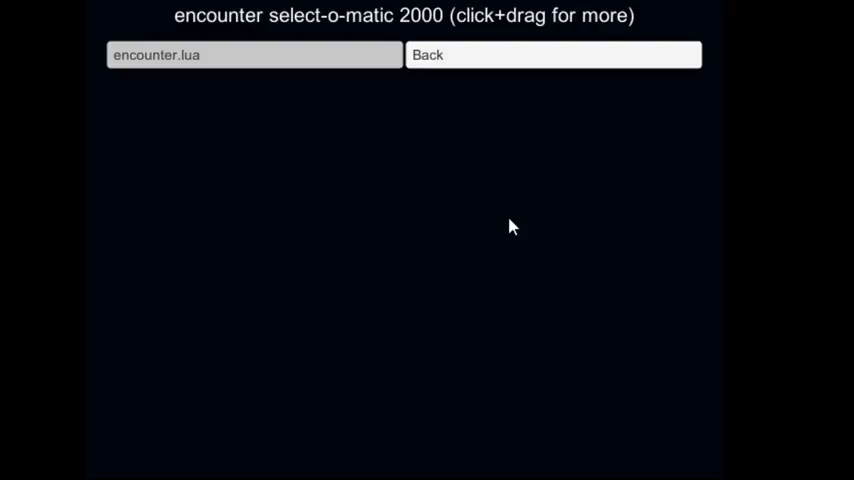 encounter select-o-matic 2000 (click+drag for more)
encounter.lua
Back